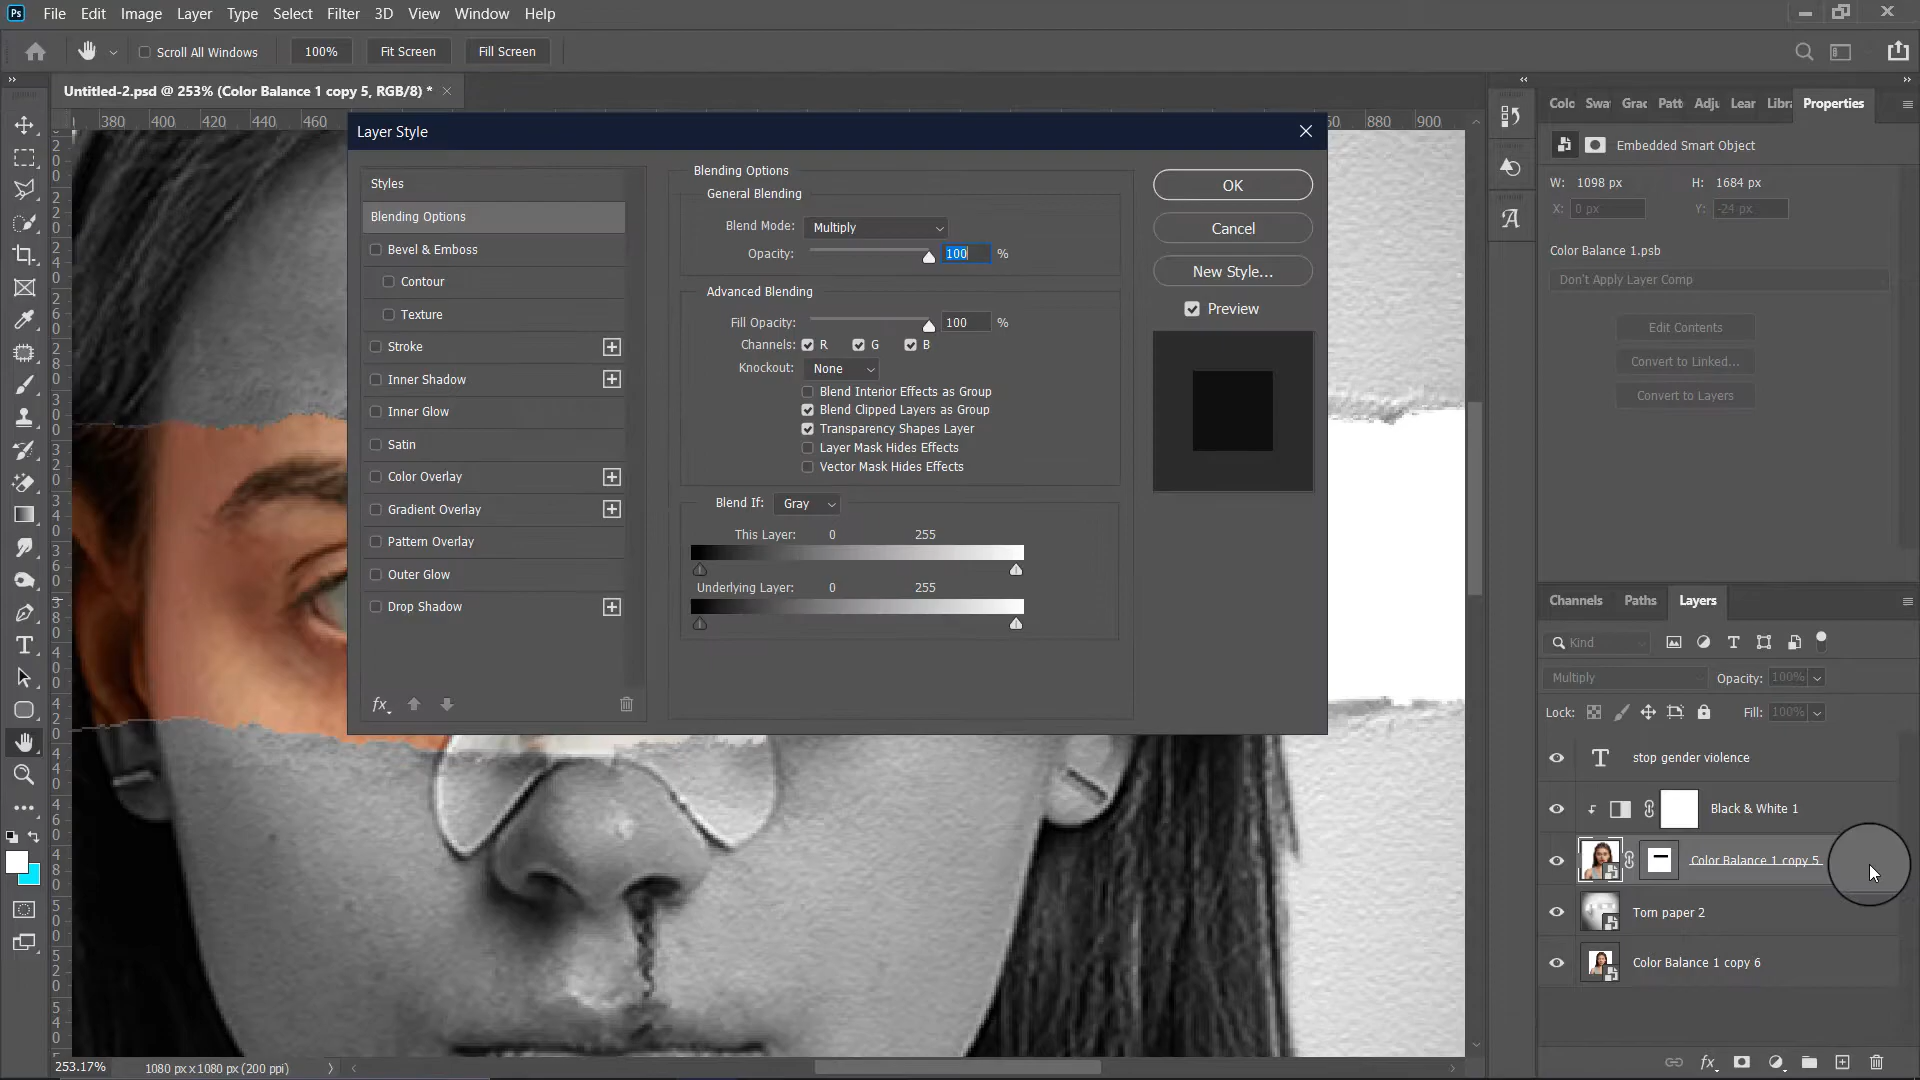 Ps File Edit Image Layer Type Select Filter 3D View Window Help
Scroll All Windows 100% Fit Screen Fill Screen
Untitled-2.psd @ 253% (Color Balance 1 copy 5, RGB/8) *
380 400 420 440 460 880 900
Layer Style
Styles
Blending Options
Bevel & Emboss
Contour
Texture
Stroke
Inner Shadow
Inner Glow
Satin
Color Overlay
Gradient Overlay
Pattern Overlay
Outer Glow
Drop Shadow
fx
Blending Options
General Blending
Blend Mode: Multiply
Opacity: 100 %
Advanced Blending
Fill Opacity: 100 %
Channels: R G B
Knockout: None
Blend Interior Effects as Group
Blend Clipped Layers as Group
Transparency Shapes Layer
Layer Mask Hides Effects
Vector Mask Hides Effects
Blend If: Gray
This Layer: 0 255
Underlying Layer: 0 255
OK
Cancel
New Style...
Preview
Colc Swa Grac Patt Adju Lear Libra Properties
Embedded Smart Object
W: 1098 px H: 1684 px
X: 0 px Y: -24 px
Color Balance 1.psb
Don't Apply Layer Comp
Edit Contents
Convert to Linked...
Convert to Layers
Channels Paths Layers
Kind
Multiply Opacity: 100%
Lock: Fill: 100%
stop gender violence
Black & White 1
Color Balance 1 copy 5
Torn paper 2
Color Balance 1 copy 6
fx
253.17% 1080 px x 1080 px (200 ppi)